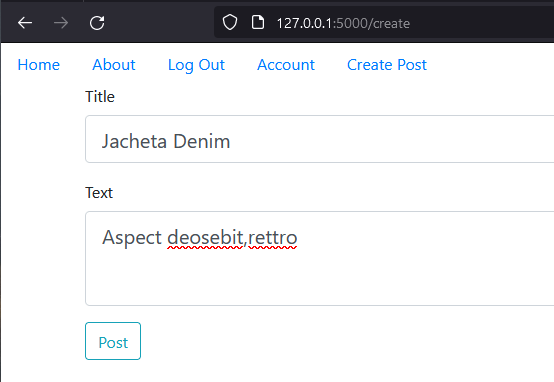 127.0.0.1:5000/create
Home About Log Out Account Create Post
Title
Jacheta Denim
Text
Aspect deosebit,rettro
Post